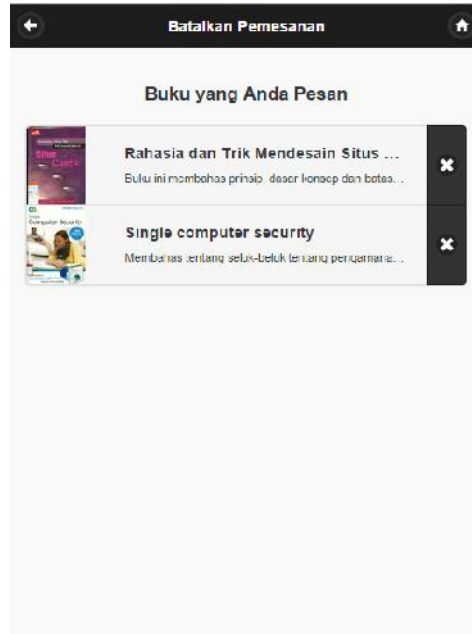 Batalkan Pemesanan
Buku yang Anda Pesan
Rahasia dan Trik Mendesain Situs ...
Buku ini membahas prinsip dasar konsep dan batas...
Single computer security
Membahas tentang seluk-beluk tentang pengamana...